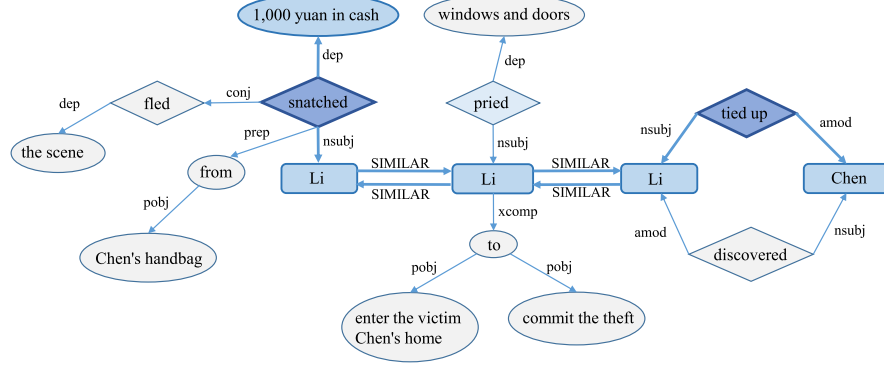 1,000 yuan in cash
windows and doors
dep
dep
dep
fled
conj
snatched
pried
tied up
the scene
prep
nsubj
nsubj
nsubj
amod
from
Li
SIMILAR
SIMILAR
Li
SIMILAR
SIMILAR
Li
Chen
pobj
xcomp
amod
nsubj
Chen's handbag
to
discovered
pobj
pobj
enter the victim
Chen's home
commit the theft